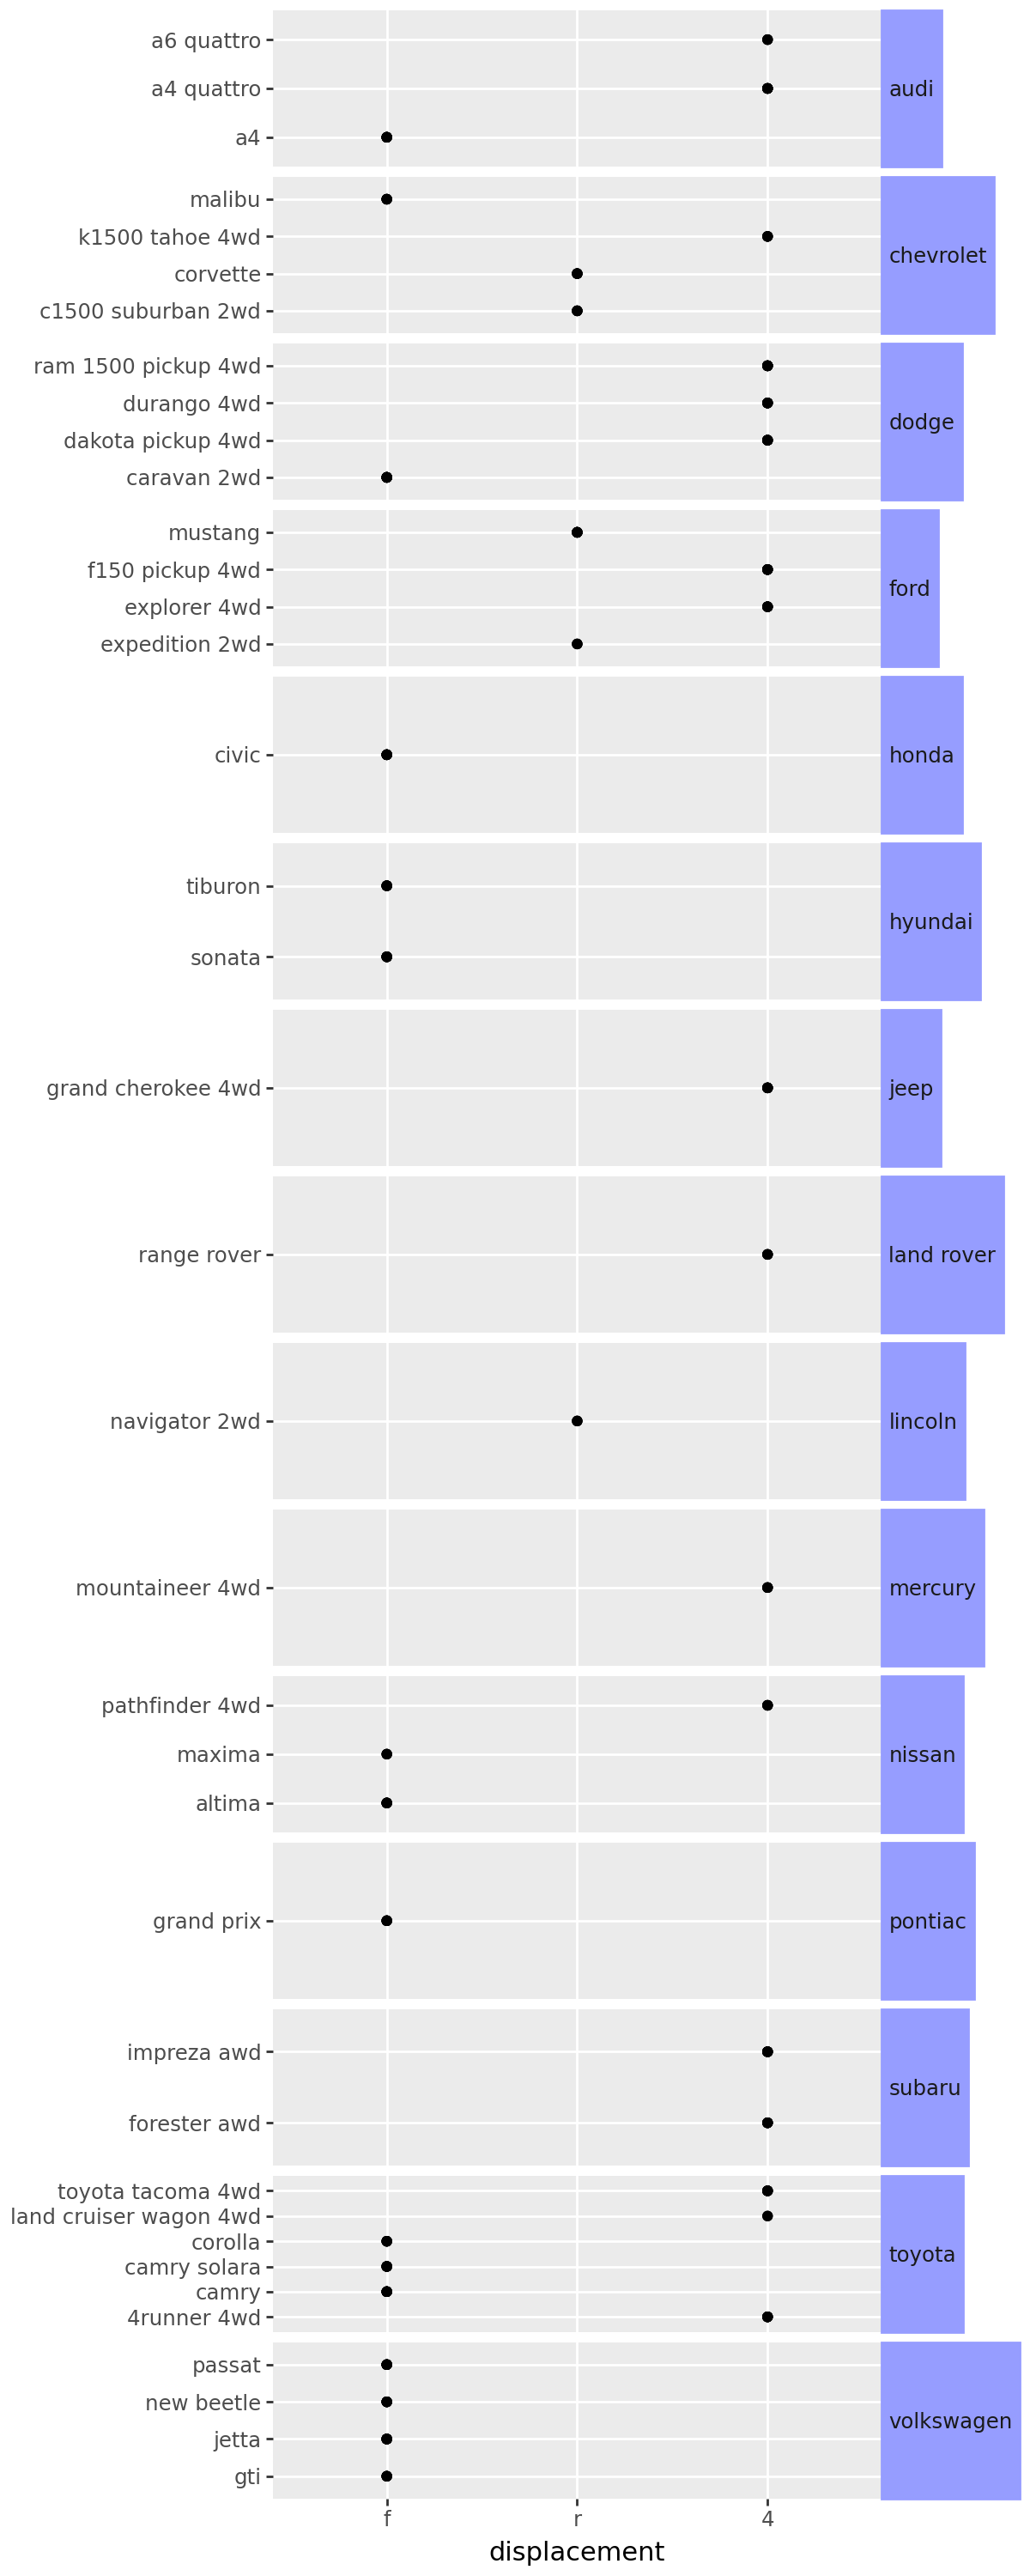 a6 quattro
a4 quattro
a4
audi
malibu
k1500 tahoe 4wd
corvette
c1500 suburban 2wd
chevrolet
ram 1500 pickup 4wd
durango 4wd
dakota pickup 4wd
caravan 2wd
dodge
mustang
f150 pickup 4wd
explorer 4wd
expedition 2wd
ford
civic
honda
tiburon
sonata
hyundai
grand cherokee 4wd
jeep
range rover
land rover
navigator 2wd
lincoln
mountaineer 4wd
mercury
pathfinder 4wd
maxima
altima
nissan
grand prix
pontiac
impreza awd
forester awd
subaru
toyota tacoma 4wd
land cruiser wagon 4wd
corolla
camry solara
camry
4runner 4wd
toyota
passat
new beetle
jetta
gti
volkswagen
f r 4
displacement